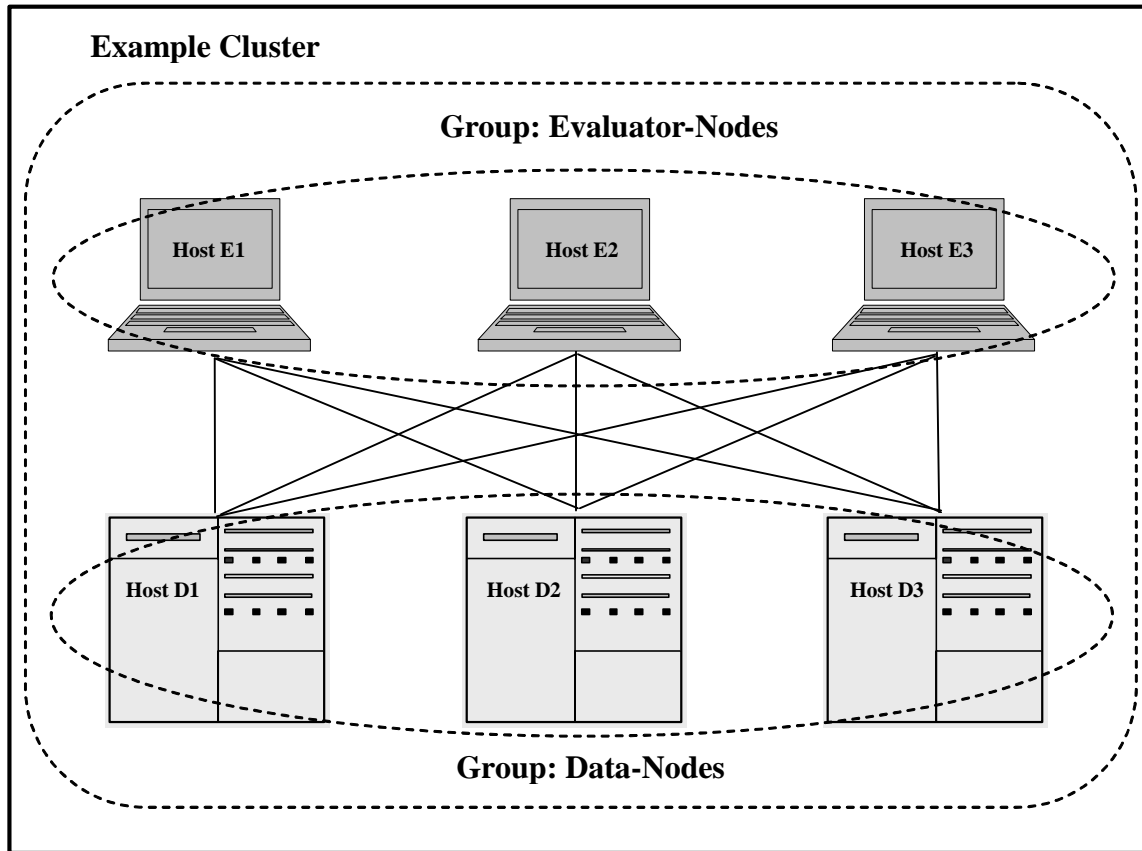 Example Cluster
Group: Evaluator-Nodes
Host E1
Host E2
Host E3
Host D1
Host D2
Host D3
Group: Data-Nodes